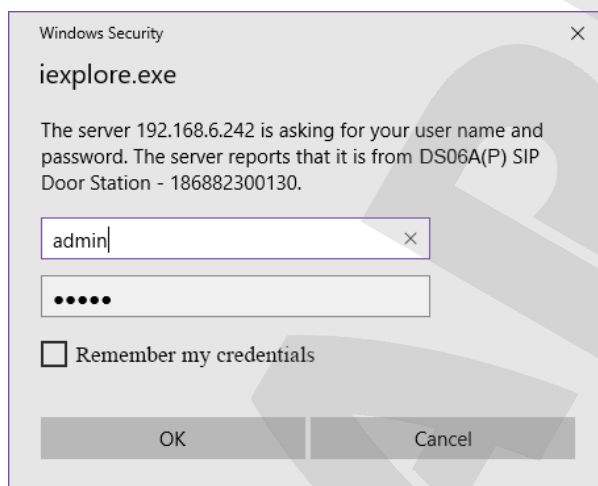 Windows Security
iexplore.exe
The server 192.168.6.242 is asking for your user name and
password. The server reports that it is from DS06A(P) SIP
Door Station - 186882300130.
admin
●●●●●
Remember my credentials
OK
Cancel